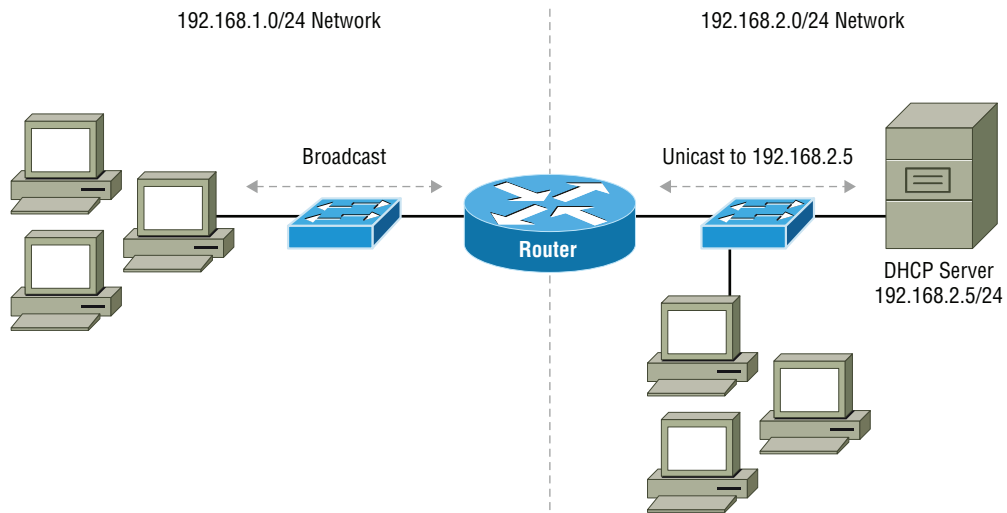 192.168.1.0/24 Network
192.168.2.0/24 Network
Broadcast
Unicast to 192.168.2.5
Router
DHCP Server
192.168.2.5/24